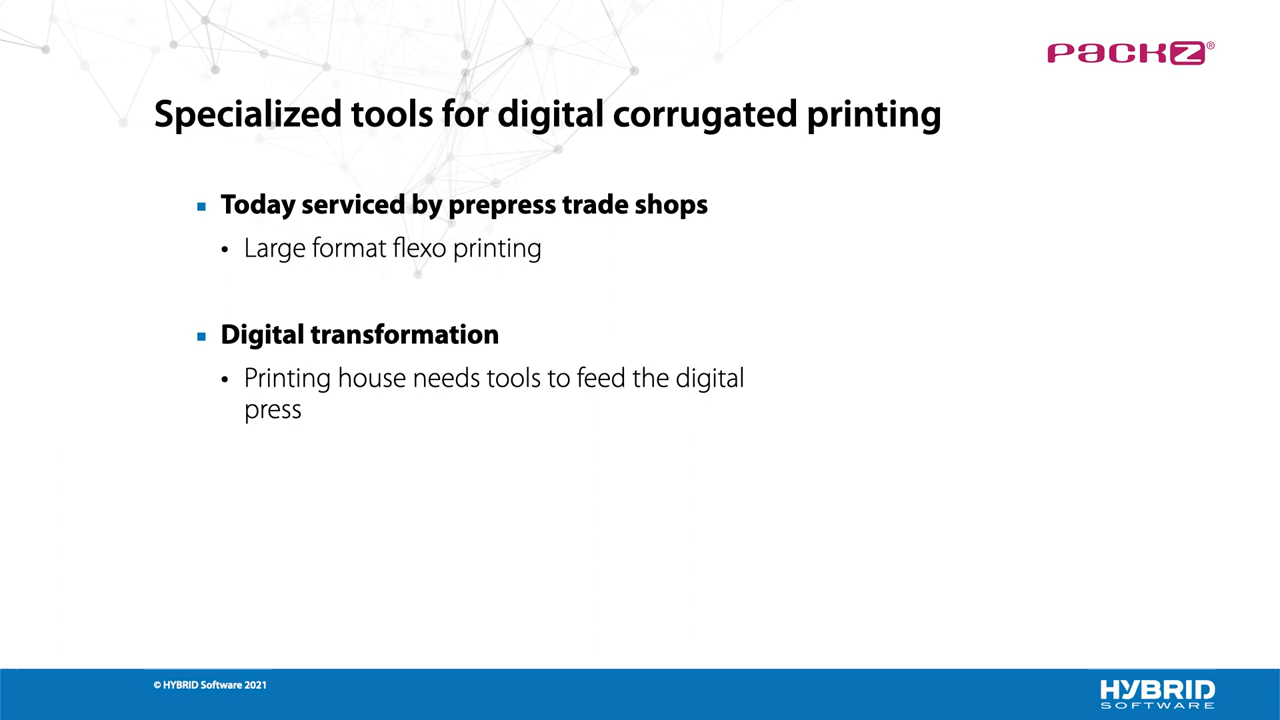 PACKZ®
Specialized tools for digital corrugated printing
Today serviced by prepress trade shops
Large format flexo printing
Digital transformation
Printing house needs tools to feed the digital
press
© HYBRID Software 2021
HYBRID
SOFTWARE